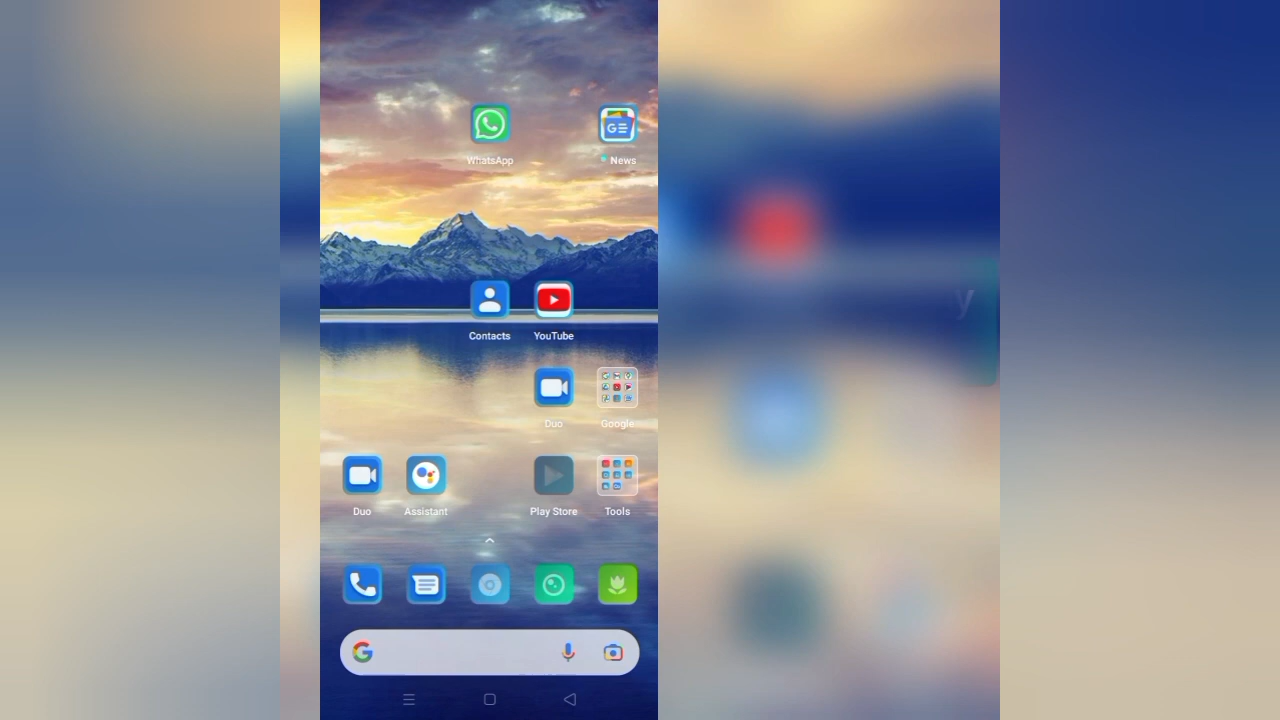 WhatsApp
News
Contacts
YouTube
Duo
Google
Duo
Assistant
Play Store
Tools
y